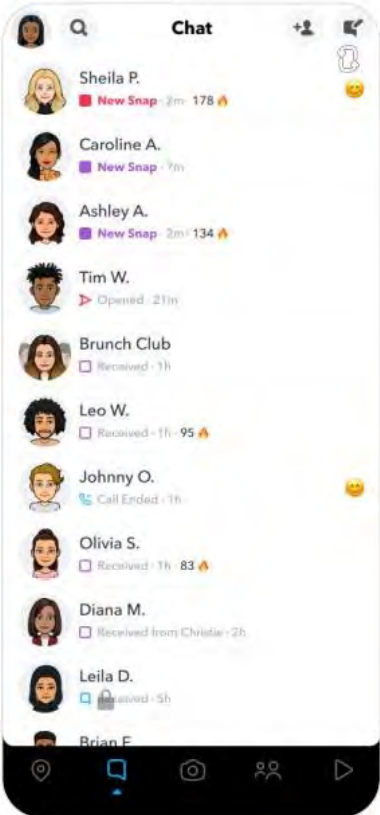 Chat
Sheila P.
New Snap · 2m · 178
Caroline A.
New Snap · 7m
Ashley A.
New Snap · 2m · 134
Tim W.
Opened · 21m
Brunch Club
Received · 1h
Leo W.
Received · 1h · 95
Johnny O.
Call Ended · 1h
Olivia S.
Received · 1h · 83
Diana M.
Received from Christie · 2h
Leila D.
Received · 5h
Brian F